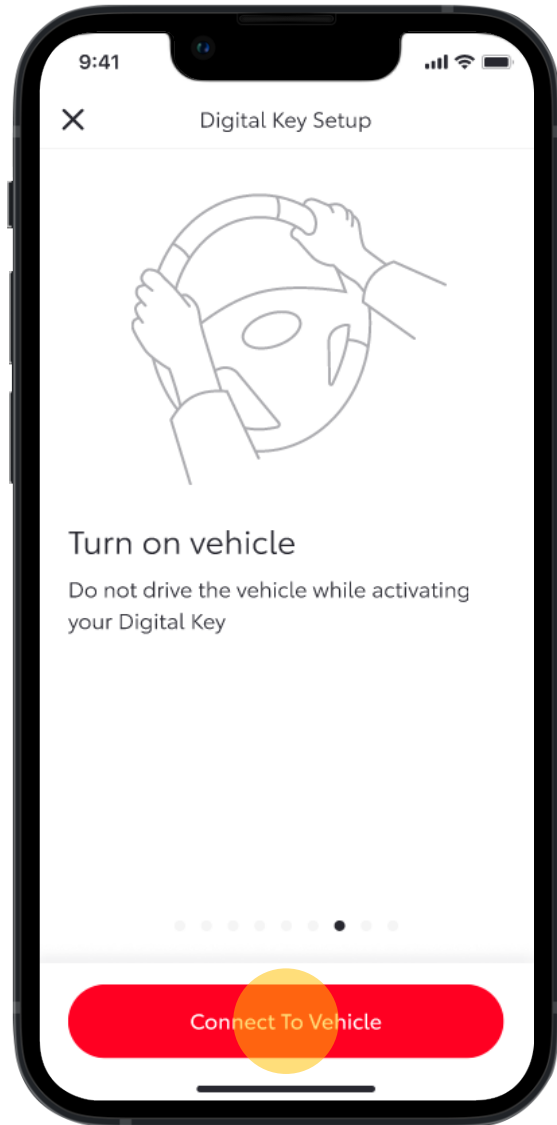 9:41
Digital Key Setup
Turn on vehicle
Do not drive the vehicle while activating
your Digital Key
Connect To Vehicle